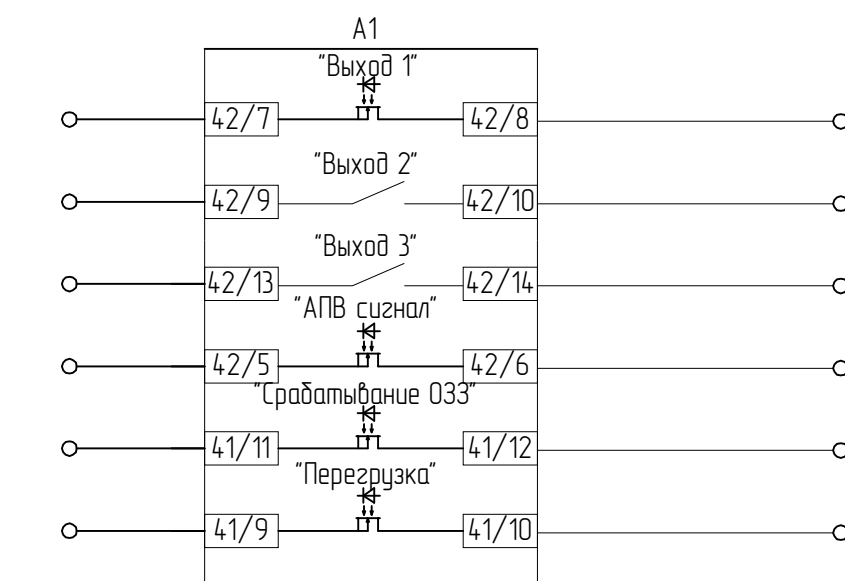 A1
"Выход 1"
42/7 42/8
"Выход 2"
42/9 42/10
"Выход 3"
42/13 42/14
"АПВ сигнал"
42/5 42/6
"Срабатывание ОЗЗ"
41/11 41/12
"Перегрузка"
41/9 41/10